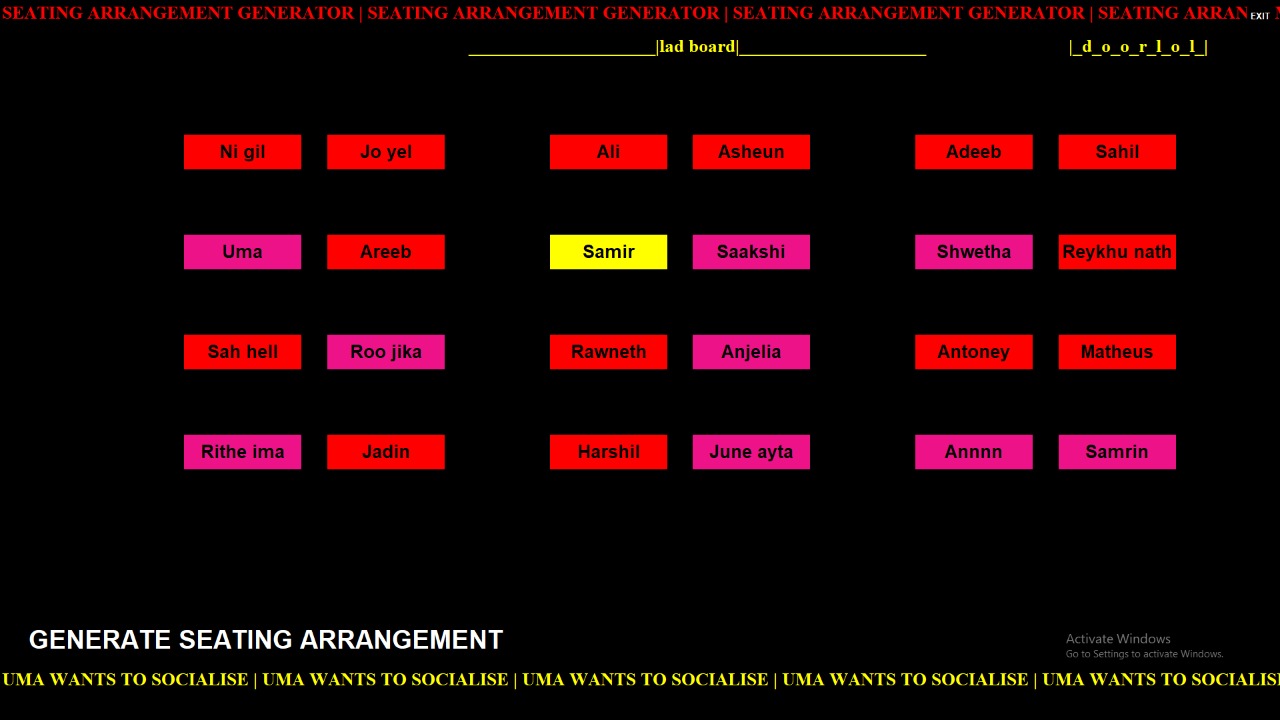 SEATING ARRANGEMENT GENERATOR | SEATING ARRANGEMENT GENERATOR | SEATING ARRANGEMENT GENERATOR | SEATING ARRAN EXIT
____________________|lad board|____________________ |_d_o_o_r_l_o_l_|
Ni gil Jo yel Ali Asheun Adeeb Sahil
Uma Areeb Samir Saakshi Shwetha Reykhu nath
Sah hell Roo jika Rawneth Anjelia Antoney Matheus
Rithe ima Jadin Harshil June ayta Annnn Samrin
GENERATE SEATING ARRANGEMENT
Activate Windows
Go to Settings to activate Windows.
UMA WANTS TO SOCIALISE | UMA WANTS TO SOCIALISE | UMA WANTS TO SOCIALISE | UMA WANTS TO SOCIALISE | UMA WANTS TO SOCIALIS